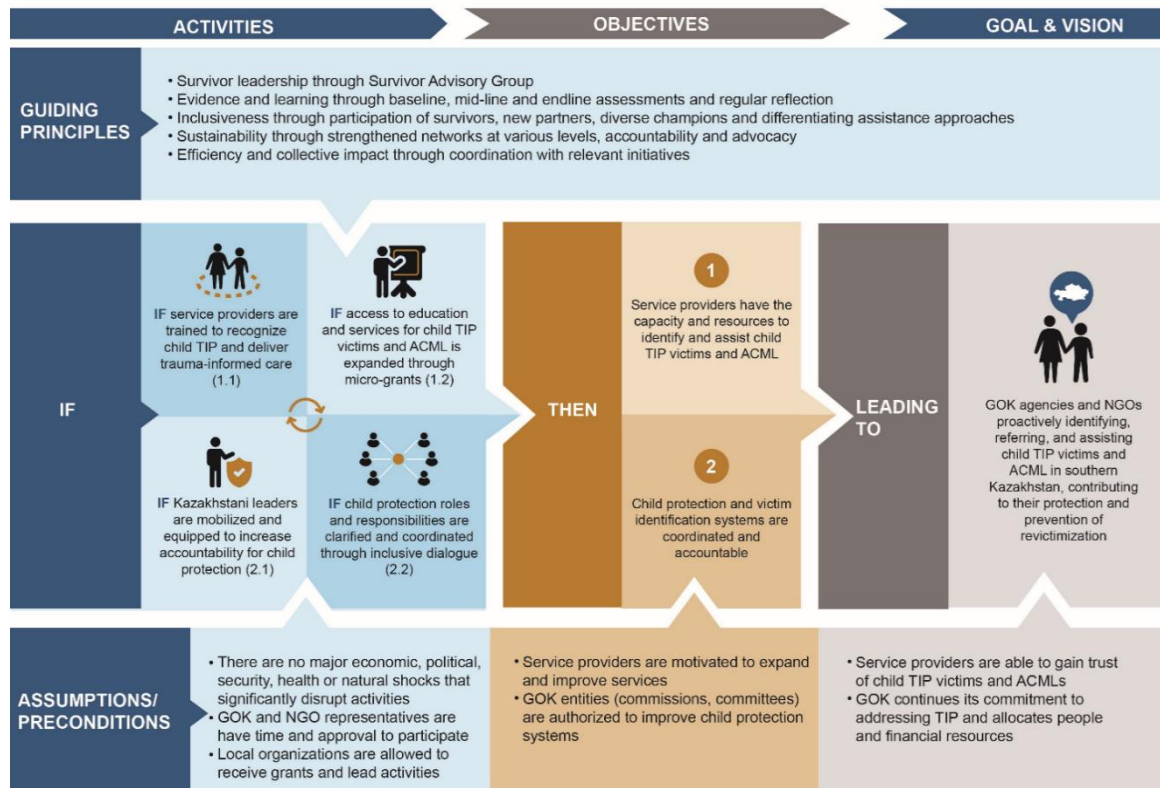 ACTIVITIES
OBJECTIVES
GOAL & VISION
GUIDING
PRINCIPLES
• Survivor leadership through Survivor Advisory Group
• Evidence and learning through baseline, mid-line and endline assessments and regular reflection
• Inclusiveness through participation of survivors, new partners, diverse champions and differentiating assistance approaches
• Sustainability through strengthened networks at various levels, accountability and advocacy
• Efficiency and collective impact through coordination with relevant initiatives
IF
IF service providers are
trained to recognize
child TIP and deliver
trauma-informed care
(1.1)
IF access to education
and services for child TIP
victims and ACML is
expanded through
micro-grants (1.2)
IF Kazakhstani leaders
are mobilized and
equipped to increase
accountability for child
protection (2.1)
IF child protection roles
and responsibilities are
clarified and coordinated
through inclusive dialogue
(2.2)
THEN
1
Service providers have the
capacity and resources to
identify and assist child
TIP victims and ACML
2
Child protection and victim
identification systems are
coordinated and
accountable
LEADING
TO
GOK agencies and NGOs
proactively identifying,
referring, and assisting
child TIP victims and
ACML in southern
Kazakhstan, contributing
to their protection and
prevention of
revictimization
ASSUMPTIONS/
PRECONDITIONS
• There are no major economic, political,
security, health or natural shocks that
significantly disrupt activities
• GOK and NGO representatives are
have time and approval to participate
• Local organizations are allowed to
receive grants and lead activities
• Service providers are motivated to expand
and improve services
• GOK entities (commissions, committees)
are authorized to improve child protection
systems
• Service providers are able to gain trust
of child TIP victims and ACMLs
• GOK continues its commitment to
addressing TIP and allocates people
and financial resources